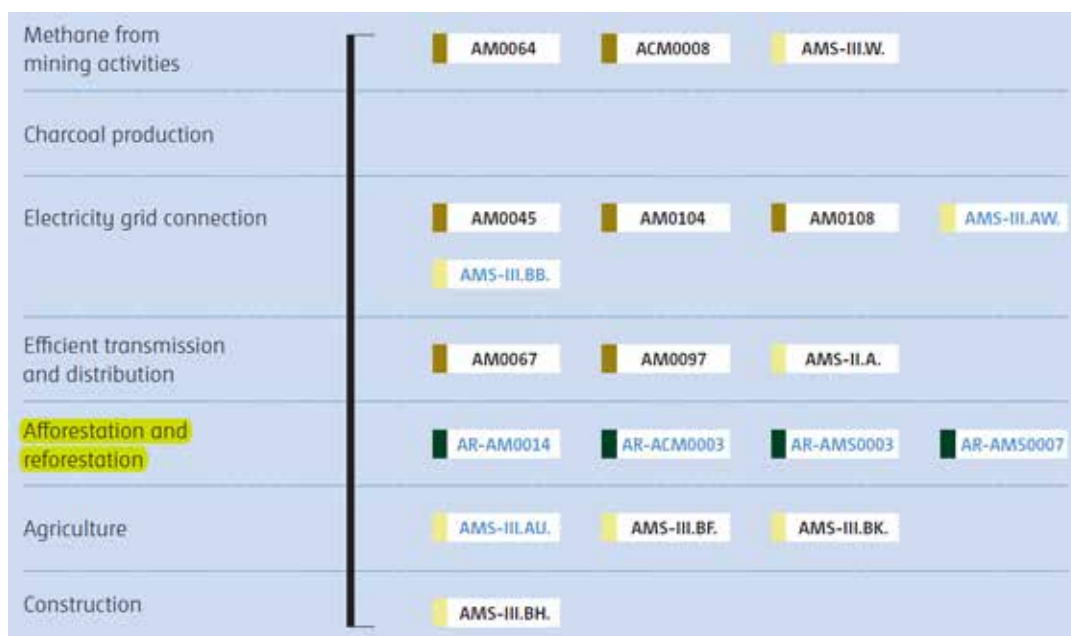 Methane from
mining activities
AM0064 ACM0008 AMS-III.W.
Charcoal production
Electricity grid connection
AM0045 AM0104 AM0108 AMS-III.AW.
AMS-III.BB.
Efficient transmission
and distribution
AM0067 AM0097 AMS-II.A.
Afforestation and
reforestation
AR-AM0014 AR-ACM0003 AR-AMS0003 AR-AMS0007
Agriculture
AMS-III.AU. AMS-III.BF. AMS-III.BK.
Construction
AMS-III.BH.